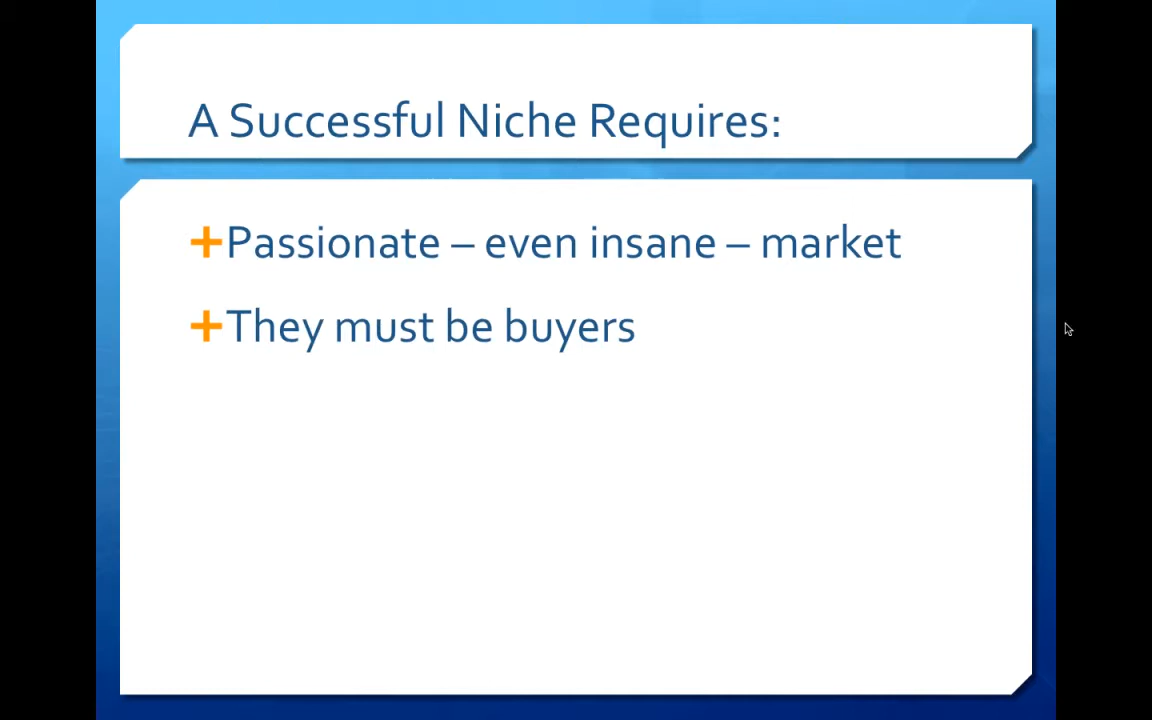 A Successful Niche Requires:
Passionate – even insane – market
They must be buyers